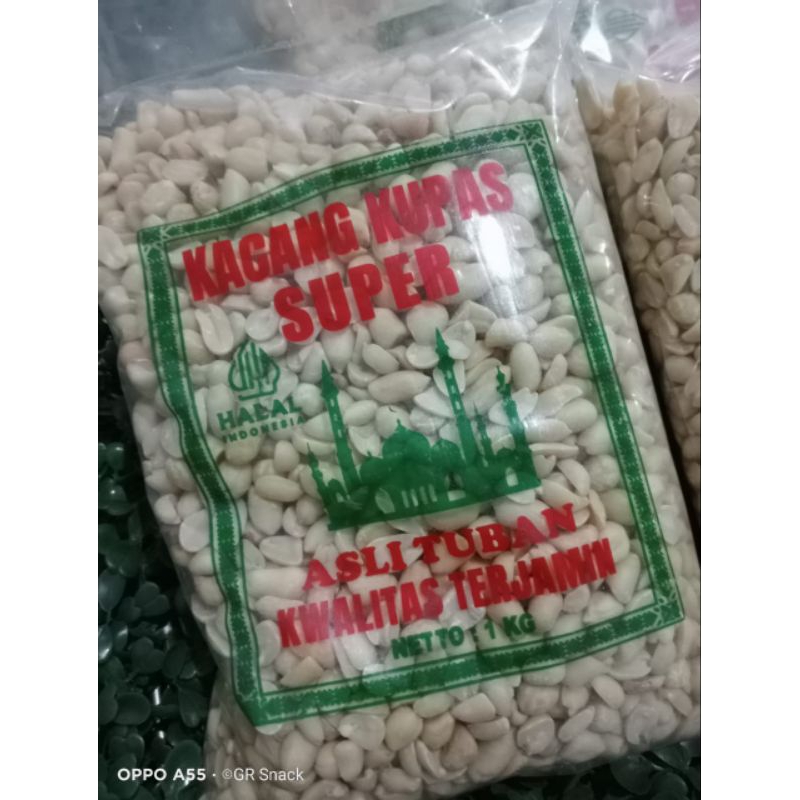 KACANG KUPAS
SUPER
HALAL
INDONESIA
ASLI TUBAN
KWALITAS TERJAMIN
NETTO : 1 KG
OPPO A55 · ©GR Snack